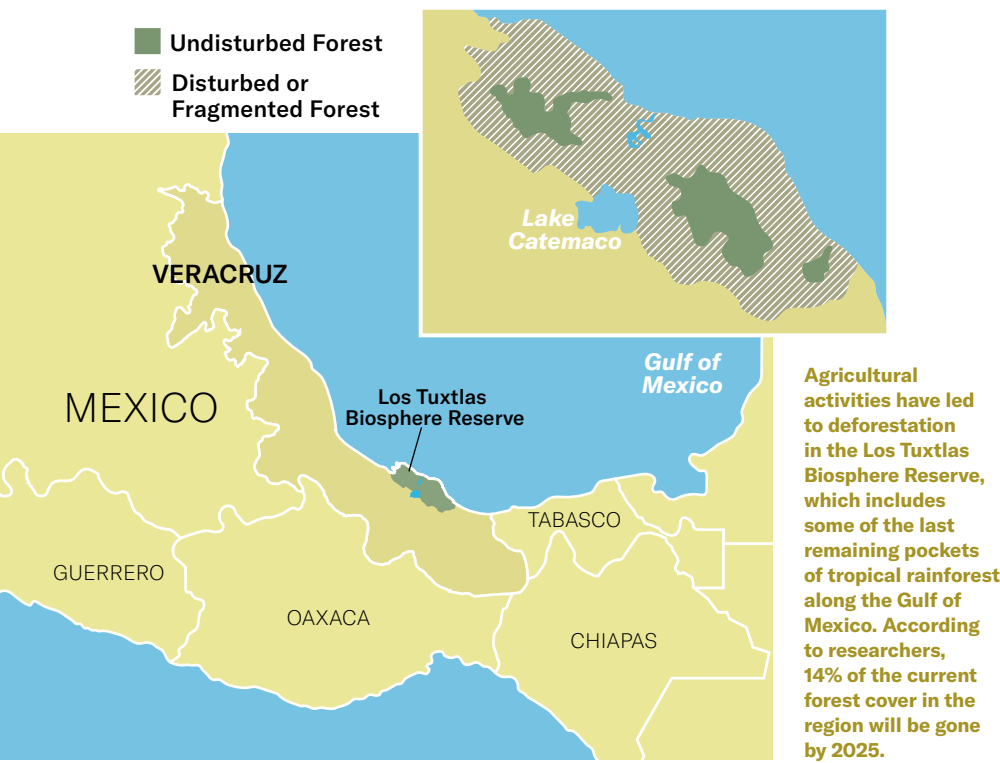 Undisturbed Forest
Disturbed or
Fragmented Forest
Lake
Catemaco
VERACRUZ
Gulf of
Mexico
MEXICO
Los Tuxtlas
Biosphere Reserve
TABASCO
GUERRERO
OAXACA
CHIAPAS
Agricultural
activities have led
to deforestation
in the Los Tuxtlas
Biosphere Reserve,
which includes
some of the last
remaining pockets
of tropical rainforest
along the Gulf of
Mexico. According
to researchers,
14% of the current
forest cover in the
region will be gone
by 2025.